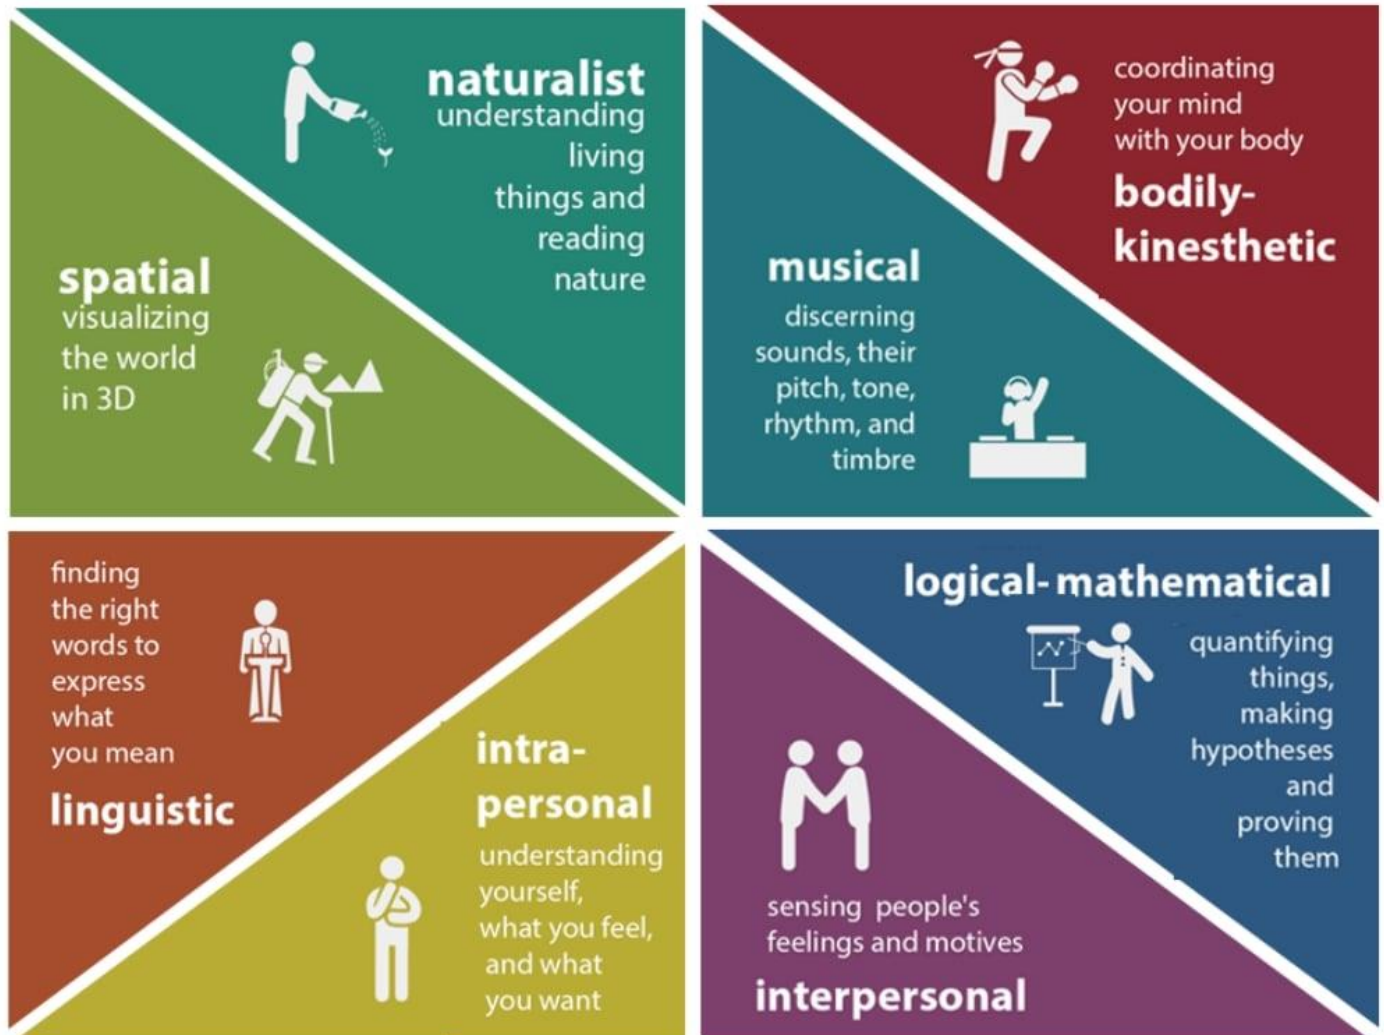 naturalist
understanding
living
things and
reading
nature
spatial
visualizing
the world
in 3D
coordinating
your mind
with your body
bodily-
kinesthetic
musical
discerning
sounds, their
pitch, tone,
rhythm, and
timbre
finding
the right
words to
express
what
you mean
linguistic
intra-
personal
understanding
yourself,
what you feel,
and what
you want
logical-mathematical
quantifying
things,
making
hypotheses
and
proving
them
sensing people's
feelings and motives
interpersonal